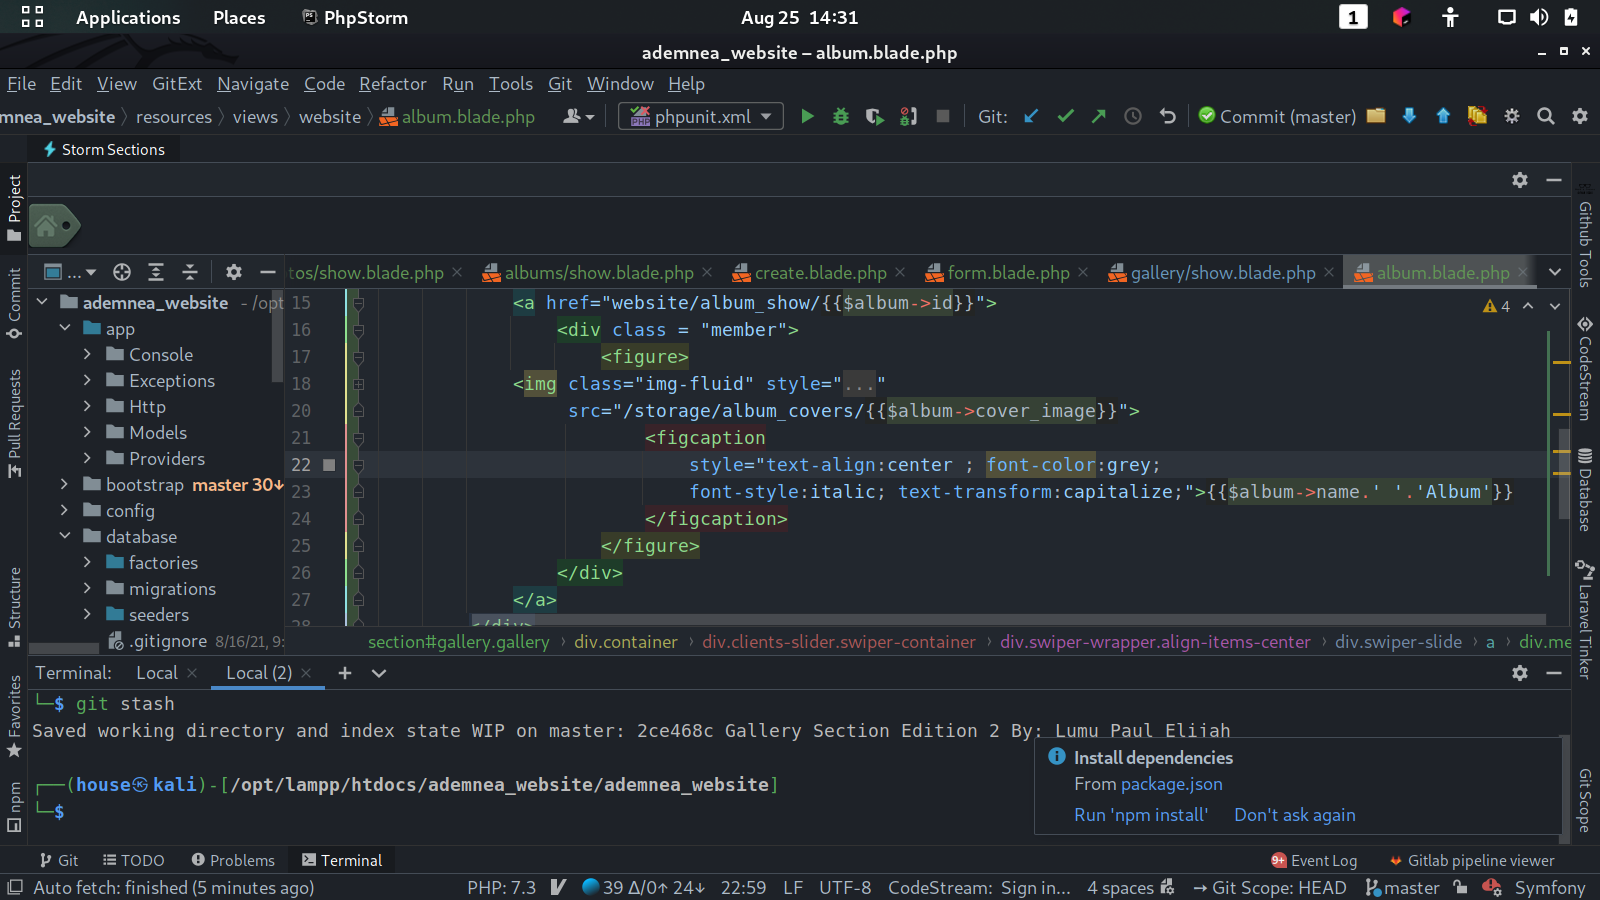 Applications Places PhpStorm Aug 25 14:31 1
ademnea_website – album.blade.php
File Edit View GitExt Navigate Code Refactor Run Tools Git Window Help
mnea_website resources views website album.blade.php phpunit.xml Git: Commit (master)
Storm Sections
Project
Commit
Pull Requests
Structure
Favorites
npm
... tos/show.blade.php albums/show.blade.php create.blade.php form.blade.php gallery/show.blade.php album.blade.php
ademnea_website - /opt
app
Console
Exceptions
Http
Models
Providers
bootstrap master 30↓
config
database
factories
migrations
seeders
.gitignore 8/16/21, 9:
4
15 <a href="website/album_show/{{$album->id}}">
16 <div class = "member">
17 <figure>
18 <img class="img-fluid" style="..."
20 src="/storage/album_covers/{{$album->cover_image}}">
21 <figcaption
22 style="text-align:center ; font-color:grey;
23 font-style:italic; text-transform:capitalize;">{{$album->name.' '.'Album'}}
24 </figcaption>
25 </figure>
26 </div>
27 </a>
28 </div>
section#gallery.gallery › div.container › div.clients-slider.swiper-container › div.swiper-wrapper.align-items-center › div.swiper-slide › a › div.me
Github Tools
CodeStream
Database
Laravel Tinker
Git Scope
Terminal: Local Local (2)
└─$ git stash
Saved working directory and index state WIP on master: 2ce468c Gallery Section Edition 2 By: Lumu Paul Elijah
┌──(house㉿kali)-[/opt/lampp/htdocs/ademnea_website/ademnea_website]
└─$
Install dependencies
From package.json
Run 'npm install' Don't ask again
Git TODO Problems Terminal 9+ Event Log Gitlab pipeline viewer
Auto fetch: finished (5 minutes ago) PHP: 7.3 39 Δ/0↑ 24↓ 22:59 LF UTF-8 CodeStream: Sign in... 4 spaces → Git Scope: HEAD master Symfony